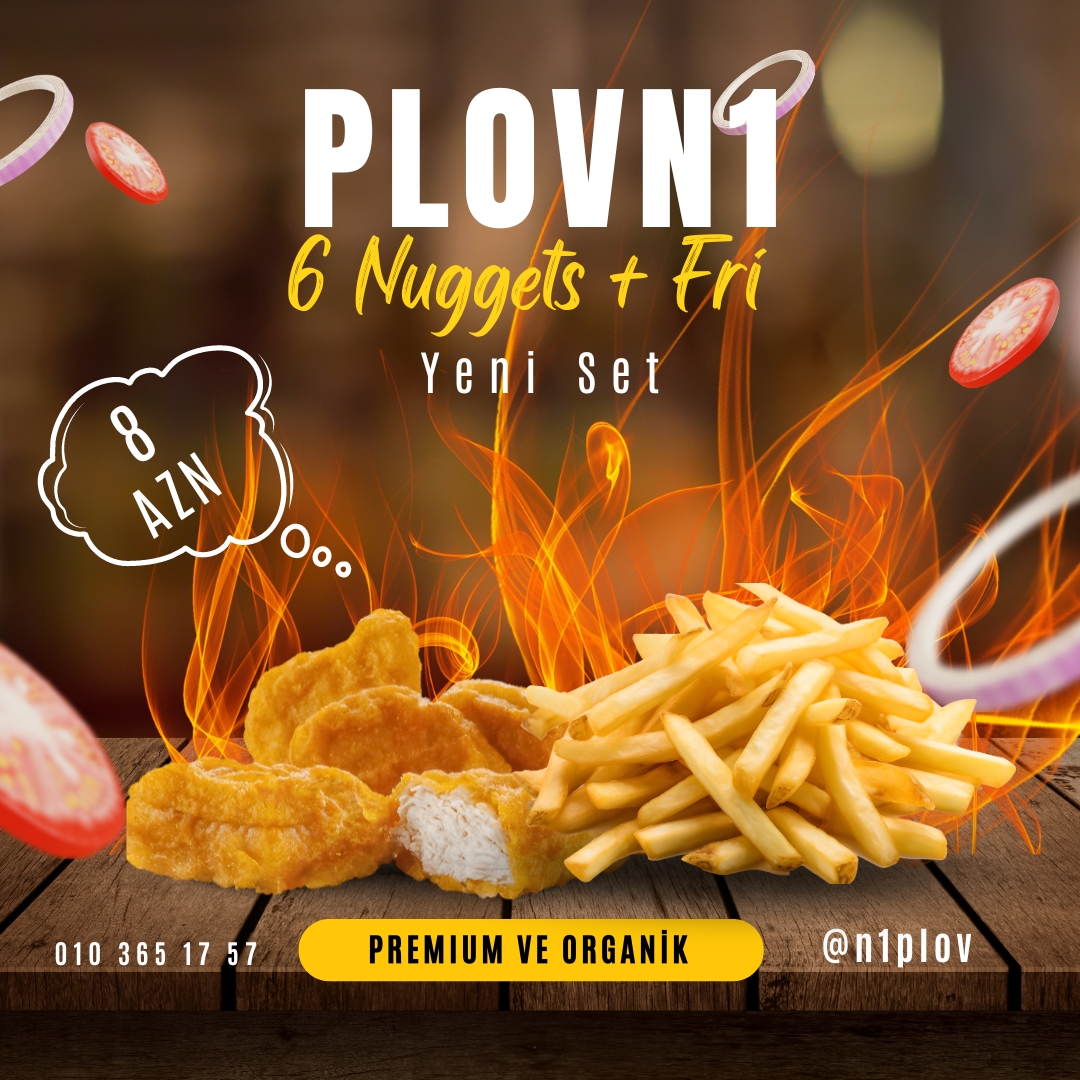 PLOVN1
6 Nuggets + Fri
Yeni Set
8
AZN
010 365 17 57
PREMIUM VE ORGANİK
@n1plov